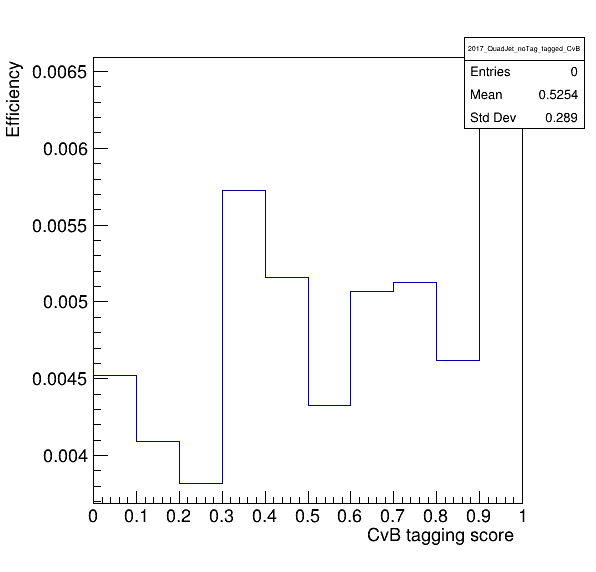 2017_QuadJet_noTag_tagged_CvB
Entries 0
Mean 0.5254
Std Dev 0.289
Efficiency
0.0065
0.006
0.0055
0.005
0.0045
0.004
0 0.1 0.2 0.3 0.4 0.5 0.6 0.7 0.8 0.9 1
CvB tagging score